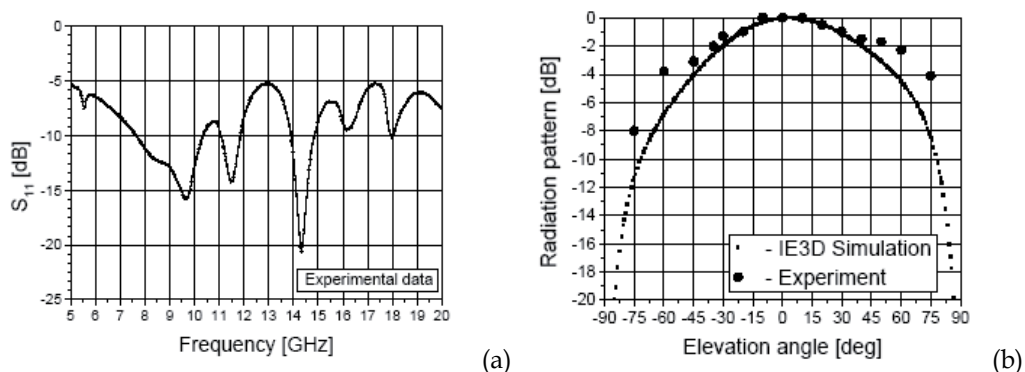 0
-5
-10
-15
-20
-25
S11 [dB]
Experimental data
5 6 7 8 9 10 11 12 13 14 15 16 17 18 19 20
Frequency [GHz]
(a)
0
-2
-4
-6
-8
-10
-12
-14
-16
-18
-20
Radiation pattern [dB]
- IE3D Simulation
- Experiment
-90 -75 -60 -45 -30 -15 0 15 30 45 60 75 90
Elevation angle [deg]
(b)